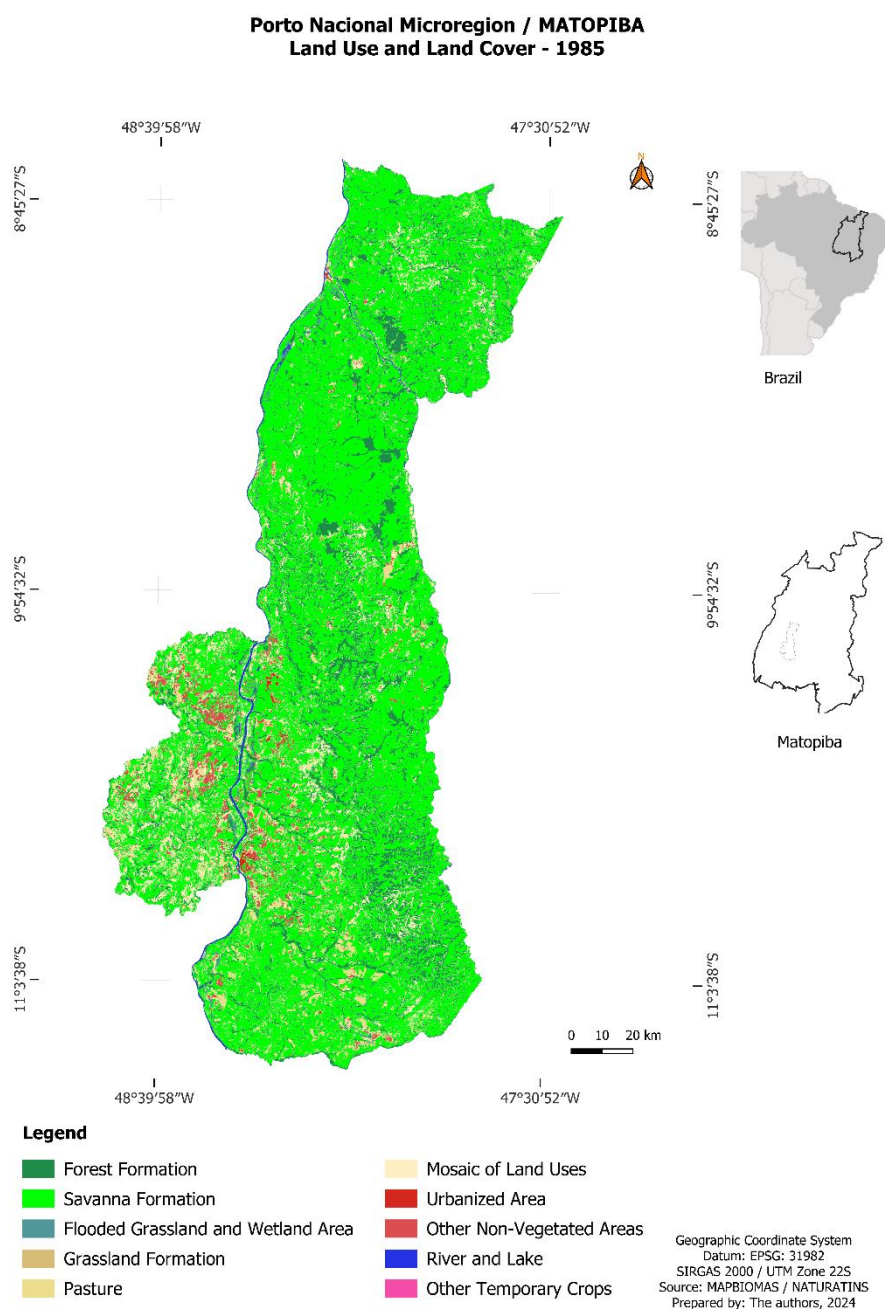 Porto Nacional Microregion / MATOPIBA
Land Use and Land Cover - 1985
48°39'58"W
47°30'52"W
N
8°45'27"S
8°45'27"S
Brazil
9°54'32"S
9°54'32"S
Matopiba
11°3'38"S
11°3'38"S
0 10 20 km
48°39'58"W
47°30'52"W
Legend
Forest Formation
Savanna Formation
Flooded Grassland and Wetland Area
Grassland Formation
Pasture
Mosaic of Land Uses
Urbanized Area
Other Non-Vegetated Areas
River and Lake
Other Temporary Crops
Geographic Coordinate System
Datum: EPSG: 31982
SIRGAS 2000 / UTM Zone 22S
Source: MAPBIOMAS / NATURATINS
Prepared by: The authors, 2024